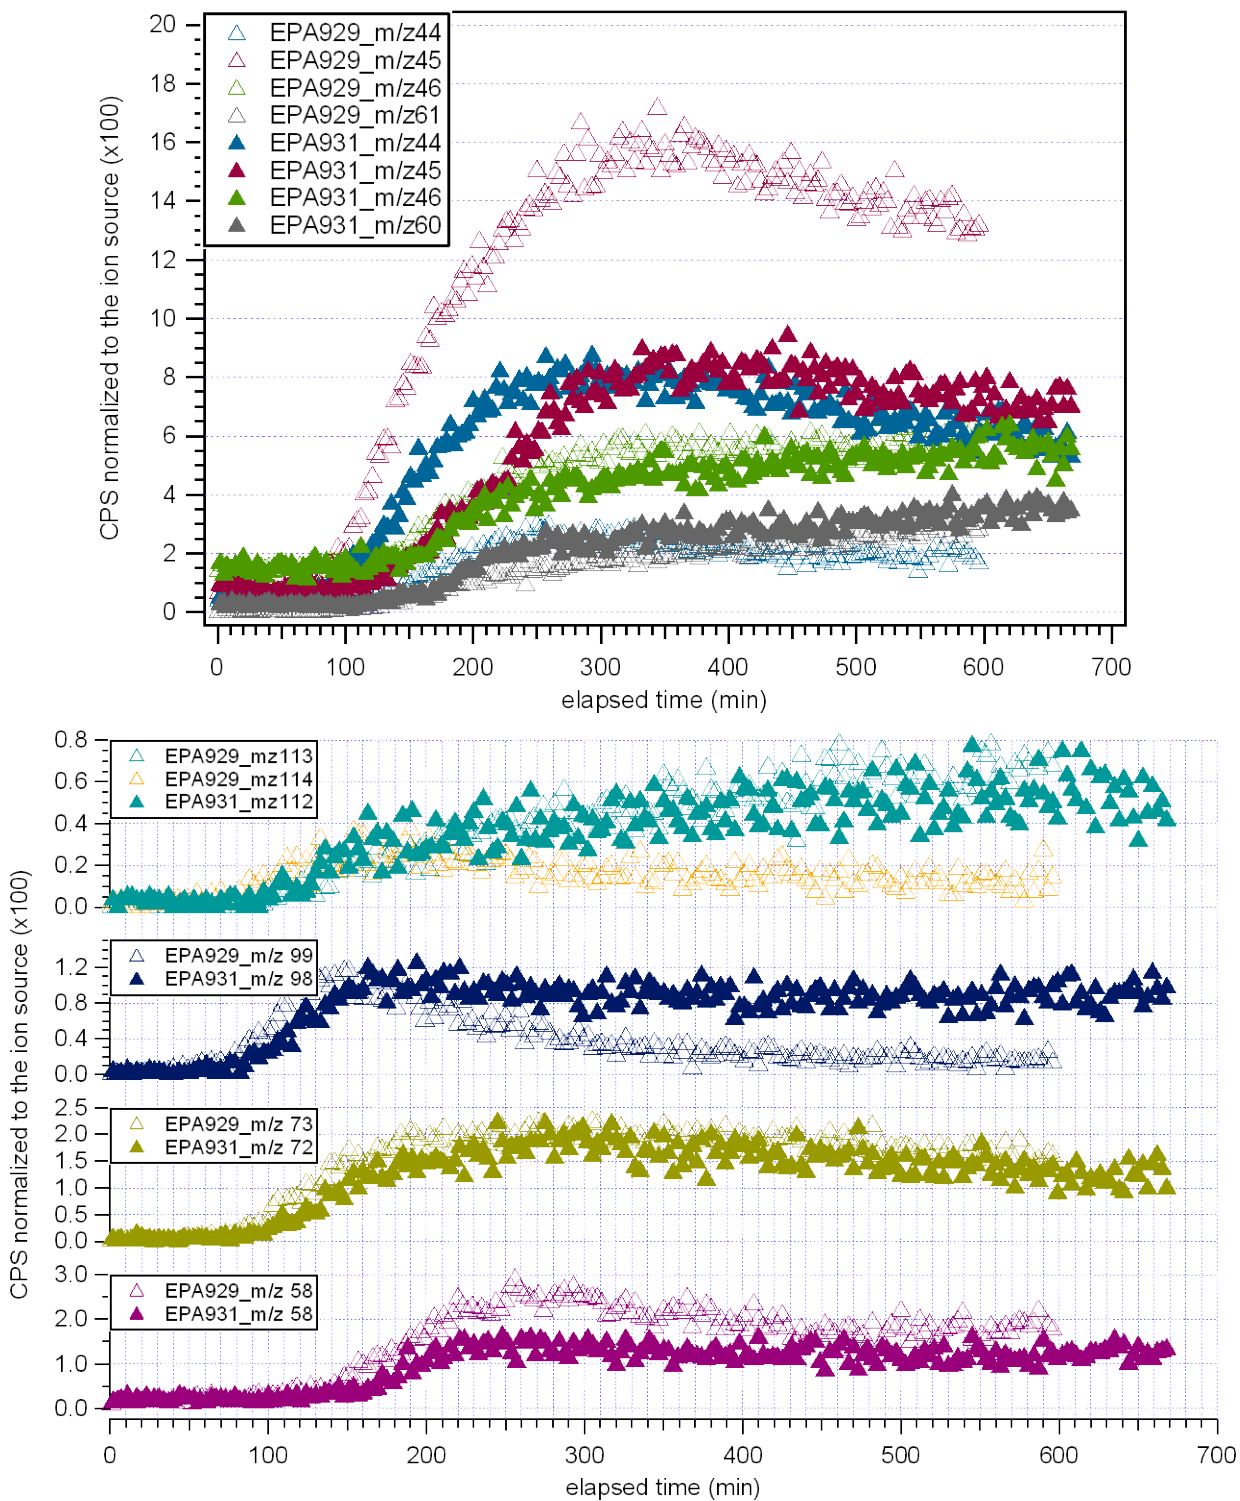 20
18
16
14
12
10
8
6
4
2
0
CPS normalized to the ion source (x100)
EPA929_m/z44
EPA929_m/z45
EPA929_m/z46
EPA929_m/z61
EPA931_m/z44
EPA931_m/z45
EPA931_m/z46
EPA931_m/z60
0 100 200 300 400 500 600 700
elapsed time (min)
CPS normalized to the ion source (x100)
0.8
0.6
0.4
0.2
0.0
EPA929_mz113
EPA929_mz114
EPA931_mz112
1.2
0.8
0.4
0.0
EPA929_m/z 99
EPA931_m/z 98
2.5
2.0
1.5
1.0
0.5
0.0
EPA929_m/z 73
EPA931_m/z 72
3.0
2.0
1.0
0.0
EPA929_m/z 58
EPA931_m/z 58
0 100 200 300 400 500 600 700
elapsed time (min)